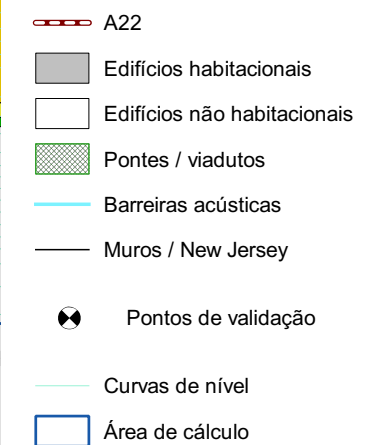 A22
Edifícios habitacionais
Edifícios não habitacionais
Pontes / viadutos
Barreiras acústicas
Muros / New Jersey
Pontos de validação
Curvas de nível
Área de cálculo